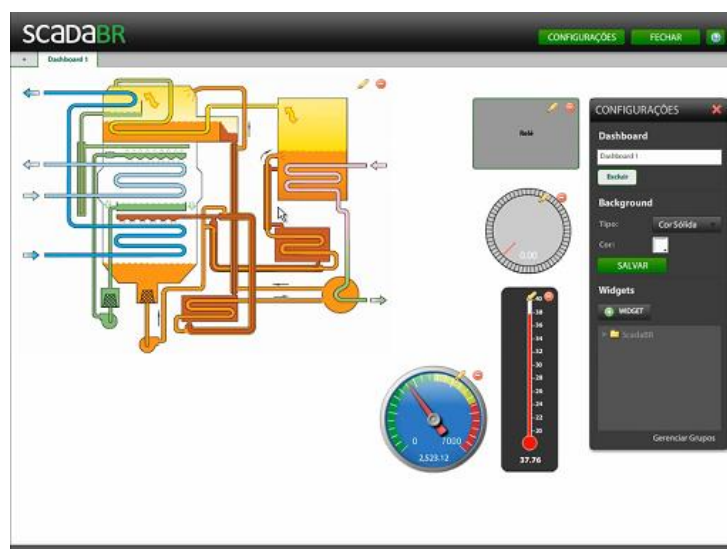 SCADABR
CONFIGURAÇÕES FECHAR
Dashboard 1
CONFIGURAÇÕES
Dashboard
Dashboard 1
Excluir
Background
Tipo: Cor Sólida
Cor:
SALVAR
Widgets
WIDGET
ScadaBR
Gerenciar Grupos
Relé
0.00
40
38
36
34
32
30
28
26
24
22
20
37.76
0 7000
2,523.12